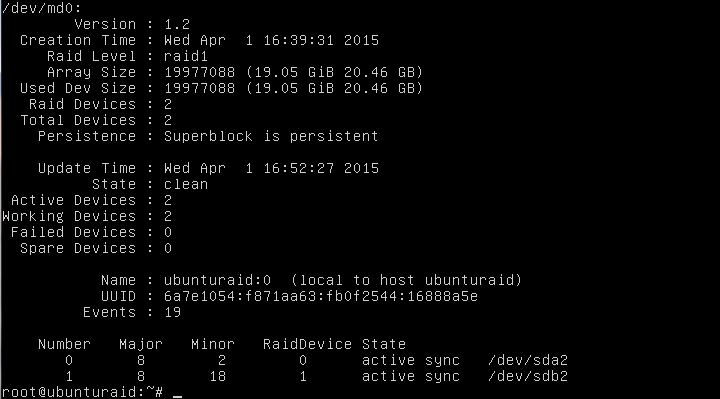 /dev/md0:
Version : 1.2
Creation Time : Wed Apr  1 16:39:31 2015
Raid Level : raid1
Array Size : 19977088 (19.05 GiB 20.46 GB)
Used Dev Size : 19977088 (19.05 GiB 20.46 GB)
Raid Devices : 2
Total Devices : 2
Persistence : Superblock is persistent
Update Time : Wed Apr  1 16:52:27 2015
State : clean
Active Devices : 2
Working Devices : 2
Failed Devices : 0
Spare Devices : 0
Name : ubunturaid:0  (local to host ubunturaid)
UUID : 6a7e1054:f871aa63:fb0f2544:16888a5e
Events : 19
Number   Major   Minor   RaidDevice State
0       8        2        0      active sync   /dev/sda2
1       8       18        1      active sync   /dev/sdb2
root@ubunturaid:~# _